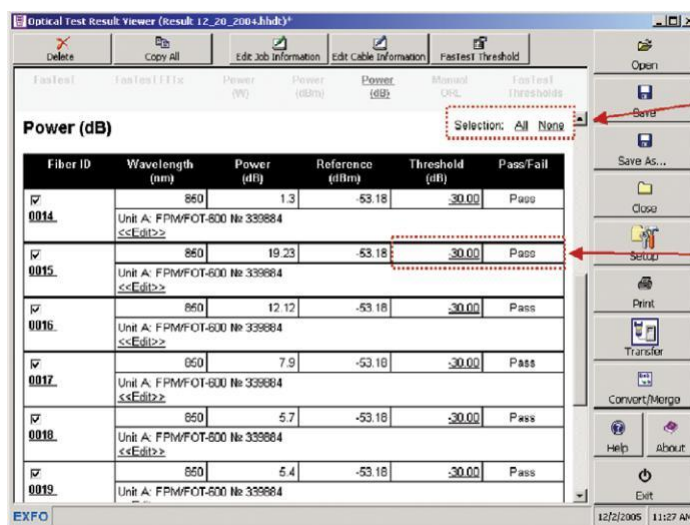 Optical Test Result Viewer (Result 12_20_2004.hhdt)*
Delete Copy All Edit Job Information Edit Cable Information FasTesT Threshold
Open
Power (W) Power (dBm) Power (dB) Manual ORL FasTesT Thresholds
Save
Power (dB) Selection: All None
Save As...
Fiber ID Wavelength (nm) Power (dB) Reference (dBm) Threshold (dB) Pass/Fail
Close
0014 850 1.3 -53.18 -30.00 Pass
Unit A: FPM/FOT-600 № 339884
<<Edit>>
Setup
0015 850 19.23 -53.18 -30.00 Pass
Unit A: FPM/FOT-600 № 339884
<<Edit>>
Print
0016 850 12.12 -53.18 -30.00 Pass
Unit A: FPM/FOT-600 № 339884
<<Edit>>
Transfer
0017 850 7.9 -53.18 -30.00 Pass
Unit A: FPM/FOT-600 № 339884
<<Edit>>
Convert/Merge
0018 850 5.7 -53.18 -30.00 Pass
Unit A: FPM/FOT-600 № 339884
<<Edit>>
Help About
0019 850 5.4 -53.18 -30.00 Pass
Unit A: FPM/FOT-600 № 339884
Exit
EXFO 12/2/2005 11:27 AM